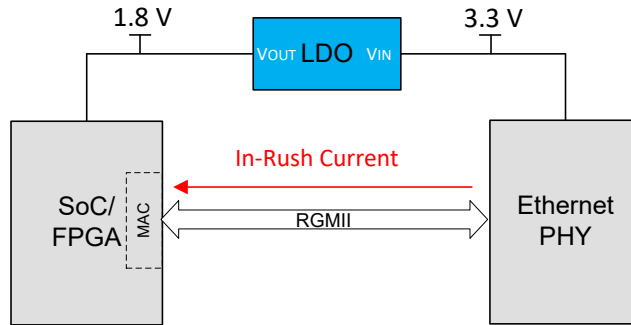 1.8 V
3.3 V
VOUT LDO VIN
In-Rush Current
SoC/
FPGA
MAC
RGMII
Ethernet
PHY